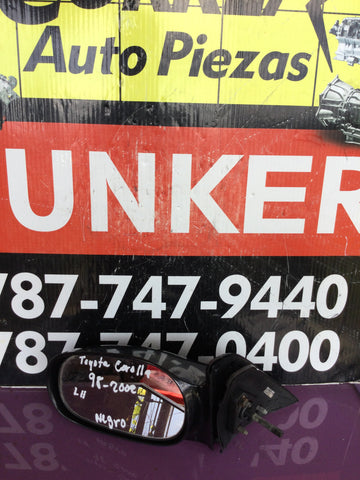 Auto Piezas
UNKER
787-747-9440
787-747-0400
Toyota Corolla
98-2002
LH
Negro